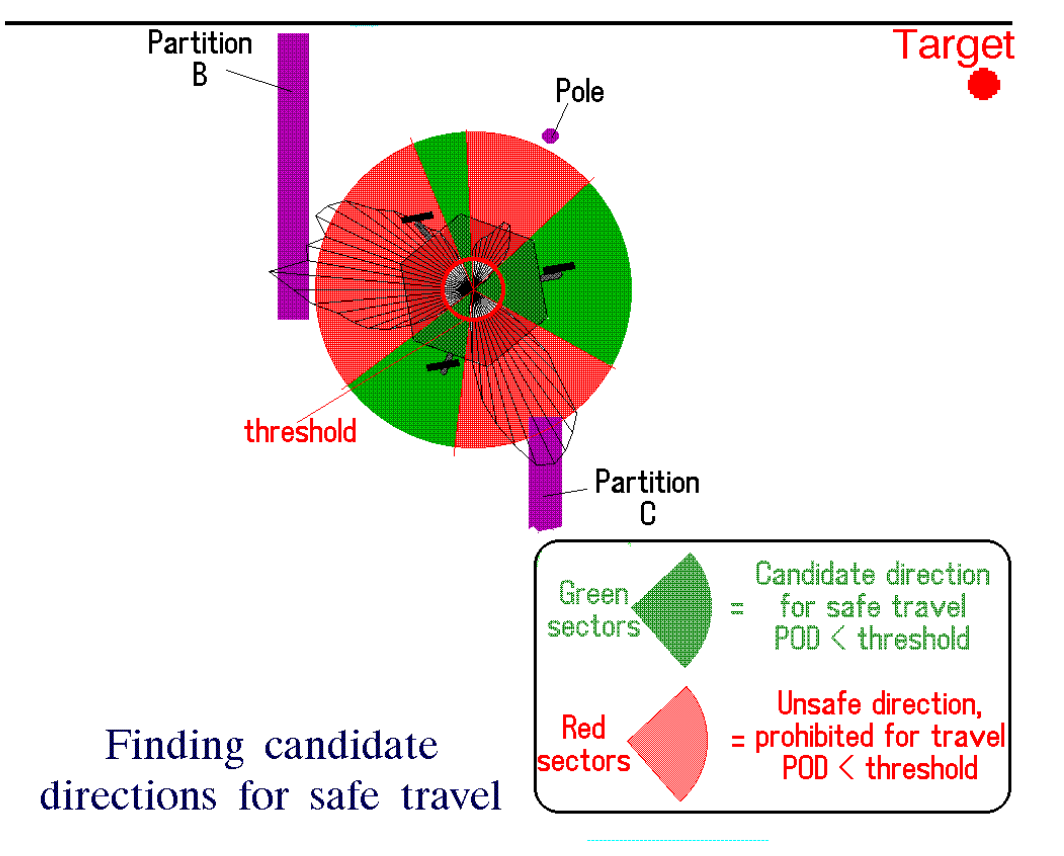 Partition
B
Target
Pole
threshold
Partition
C
Green
sectors
=
Candidate direction
for safe travel
POD < threshold
Red
sectors
=
Unsafe direction,
prohibited for travel
POD < threshold
Finding candidate
directions for safe travel